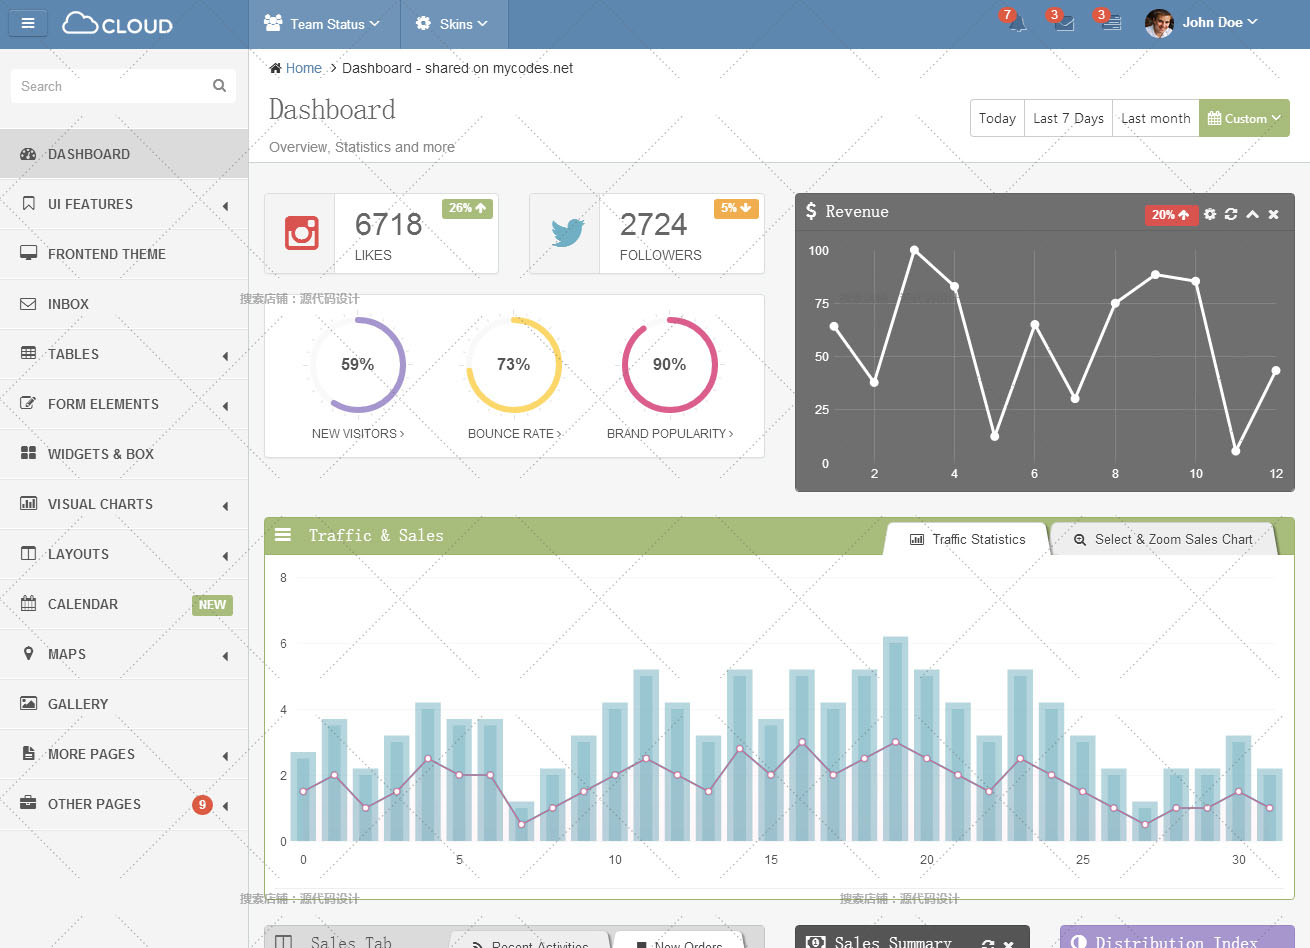 CLOUD
Team Status
Skins
7
3
3
John Doe
Search
DASHBOARD
UI FEATURES
FRONTEND THEME
INBOX
TABLES
FORM ELEMENTS
WIDGETS & BOX
VISUAL CHARTS
LAYOUTS
CALENDAR NEW
MAPS
GALLERY
MORE PAGES
OTHER PAGES 9
Home > Dashboard - shared on mycodes.net
Dashboard
Overview, Statistics and more
Today Last 7 Days Last month Custom
6718 26%
LIKES
2724 5%
FOLLOWERS
搜索店铺：源代码设计
59% 73% 90%
NEW VISITORS › BOUNCE RATE › BRAND POPULARITY ›
$ Revenue 20%
100
75
50
25
0
2 4 6 8 10 12
Traffic & Sales Traffic Statistics Select & Zoom Sales Chart
8
6
4
2
0
0 5 10 15 20 25 30
搜索店铺：源代码设计 搜索店铺：源代码设计
Sales Tab Recent Astivities New Orders Sales Summary Distribution Index